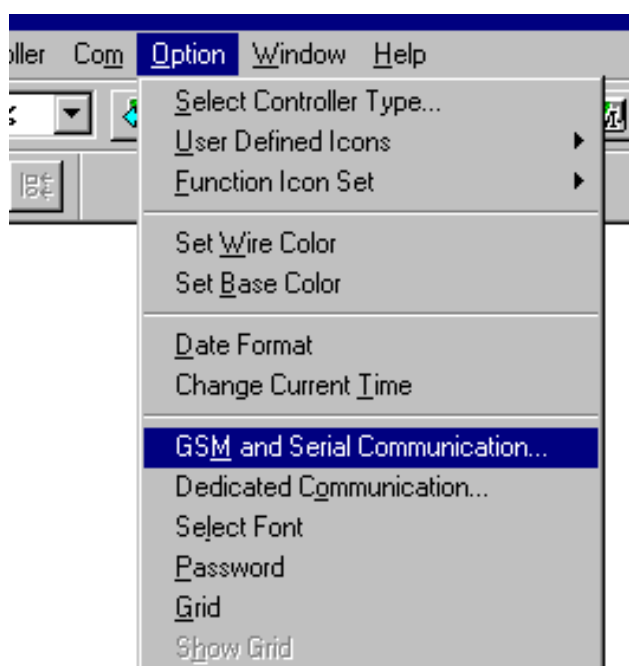 Com Option Window Help
Select Controller Type...
User Defined Icons
Function Icon Set
Set Wire Color
Set Base Color
Date Format
Change Current Time
GSM and Serial Communication...
Dedicated Communication...
Select Font
Password
Grid
Show Grid